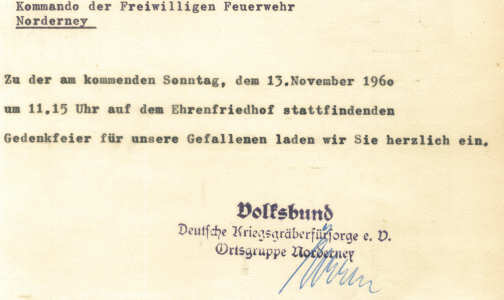 Kommando der Freiwilligen Feuerwehr
Norderney
Zu der am kommenden Sonntag, dem 13.November 196o
um 11.15 Uhr auf dem Ehrenfriedhof stattfindenden
Gedenkfeier für unsere Gefallenen laden wir Sie herzlich ein.
Volksbund
Deutsche Kriegsgräberfürsorge e. V.
Ortsgruppe Norderney